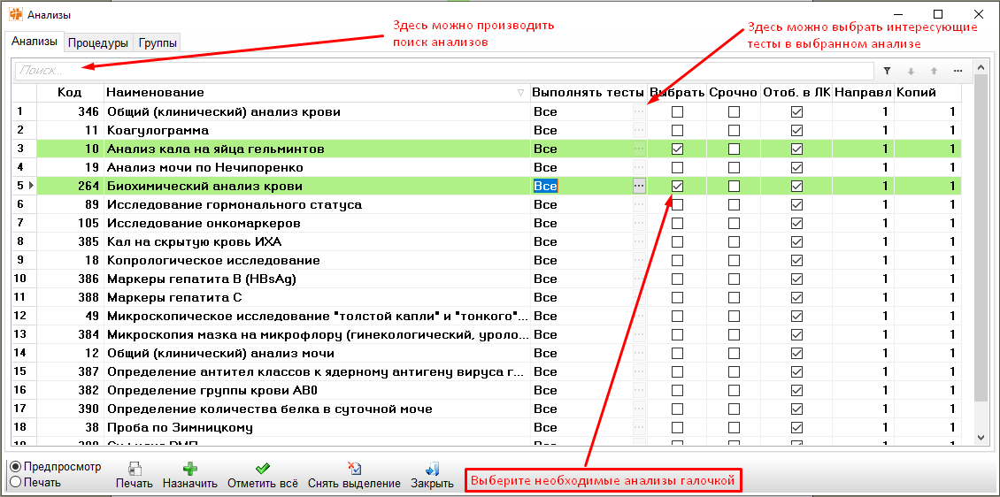 Анализы
Здесь можно производить
поиск анализов
Здесь можно выбрать интересующие
тесты в выбранном анализе
Анализы Процедуры Группы
Поиск...
Код Наименование Выполнять тесты Выбрать Срочно Отоб. в ЛК Направл Копий
1 346 Общий (клинический) анализ крови Все ... 1 1
2 11 Коагулограмма Все ... 1 1
3 10 Анализ кала на яйца гельминтов Все ... 1 1
4 19 Анализ мочи по Нечипоренко Все ... 1 1
5 264 Биохимический анализ крови Все ... 1 1
6 89 Исследование гормонального статуса Все ... 1 1
7 105 Исследование онкомаркеров Все ... 1 1
8 385 Кал на скрытую кровь ИХА Все ... 1 1
9 18 Копрологическое исследование Все ... 1 1
10 386 Маркеры гепатита B (HBsAg) Все ... 1 1
11 388 Маркеры гепатита C Все ... 1 1
12 49 Микроскопическое исследование "толстой капли" и "тонкого"... Все ... 1 1
13 384 Микроскопия мазка на микрофлору (гинекологический, уроло... Все ... 1 1
14 12 Общий (клинический) анализ мочи Все ... 1 1
15 387 Определение антител классов к ядерному антигену вируса г... Все ... 1 1
16 382 Определение группы крови AB0 Все ... 1 1
17 390 Определение количества белка в суточной моче Все ... 1 1
18 38 Проба по Зимницкому Все ... 1 1
Предпросмотр
Печать
Печать Назначить Отметить всё Снять выделение Закрыть
Выберите необходимые анализы галочкой